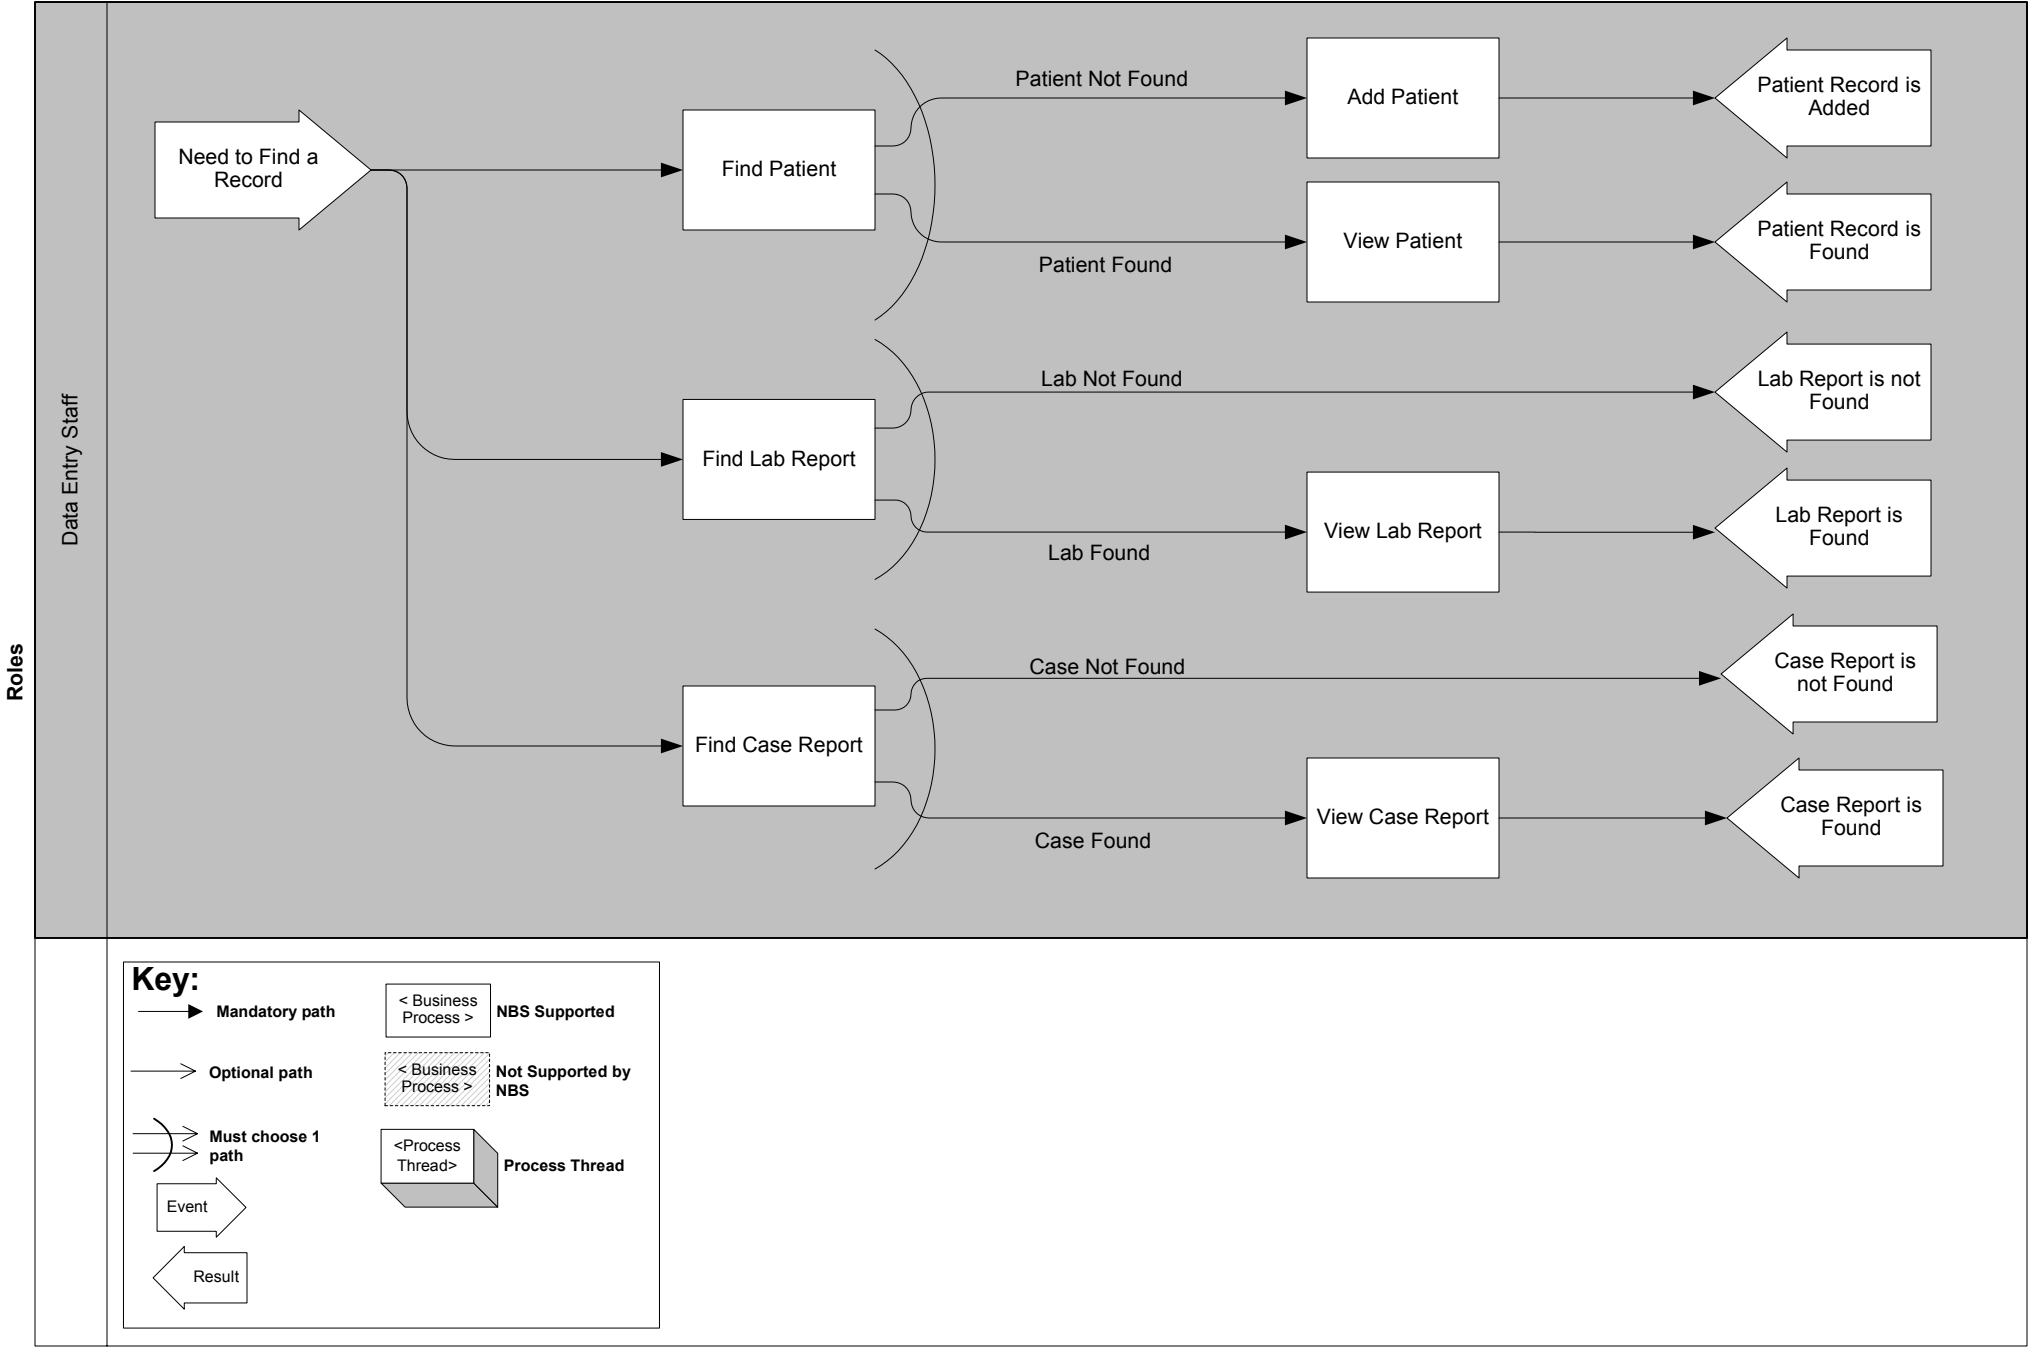 Roles
Data Entry Staff
Need to Find a
Record
Find Patient
Patient Not Found
Add Patient
Patient Record is
Added
Patient Found
View Patient
Patient Record is
Found
Find Lab Report
Lab Not Found
Lab Report is not
Found
Lab Found
View Lab Report
Lab Report is
Found
Find Case Report
Case Not Found
Case Report is
not Found
Case Found
View Case Report
Case Report is
Found
Key:
Mandatory path
Optional path
Must choose 1
path
Event
Result
< Business
Process >
NBS Supported
< Business
Process >
Not Supported by
NBS
<Process
Thread>
Process Thread